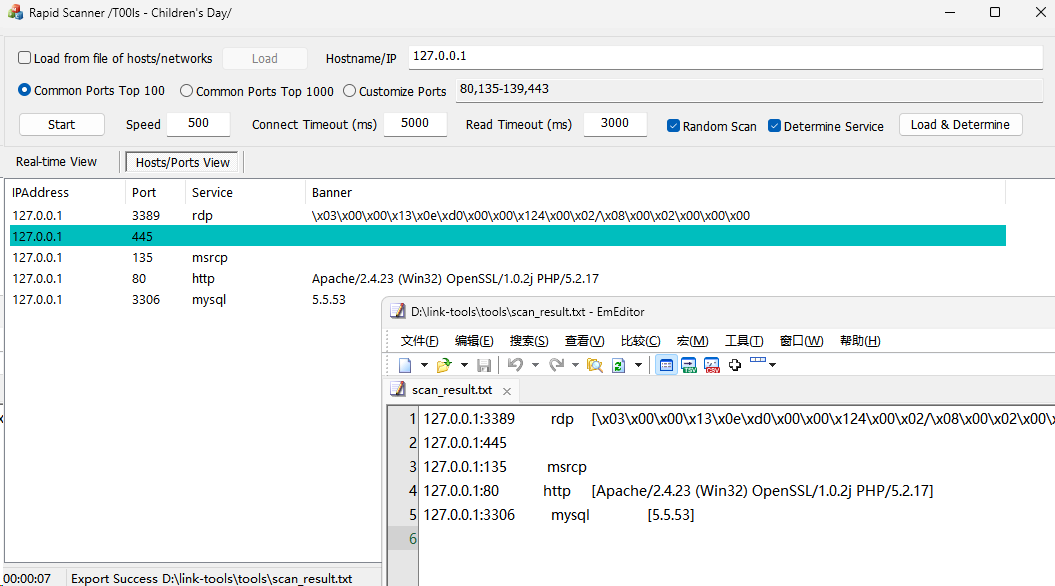 Rapid Scanner /T00ls - Children's Day/
Load from file of hosts/networks Load Hostname/IP 127.0.0.1
Common Ports Top 100 Common Ports Top 1000 Customize Ports 80,135-139,443
Start Speed 500 Connect Timeout (ms) 5000 Read Timeout (ms) 3000 Random Scan Determine Service Load & Determine
Real-time View Hosts/Ports View
IPAddress Port Service Banner
127.0.0.1 3389 rdp \x03\x00\x00\x13\x0e\xd0\x00\x00\x124\x00\x02/\x08\x00\x02\x00\x00\x00
127.0.0.1 445
127.0.0.1 135 msrcp
127.0.0.1 80 http Apache/2.4.23 (Win32) OpenSSL/1.0.2j PHP/5.2.17
127.0.0.1 3306 mysql 5.5.53
D:\link-tools\tools\scan_result.txt - EmEditor
文件(F) 编辑(E) 搜索(S) 查看(V) 比较(C) 宏(M) 工具(T) 窗口(W) 帮助(H)
TSV CSV
scan_result.txt
1 127.0.0.1:3389 rdp [\x03\x00\x00\x13\x0e\xd0\x00\x00\x124\x00\x02/\x08\x00\x02\x00\x00\x
2 127.0.0.1:445
3 127.0.0.1:135 msrcp
4 127.0.0.1:80 http [Apache/2.4.23 (Win32) OpenSSL/1.0.2j PHP/5.2.17]
5 127.0.0.1:3306 mysql [5.5.53]
6
00:00:07 Export Success D:\link-tools\tools\scan_result.txt